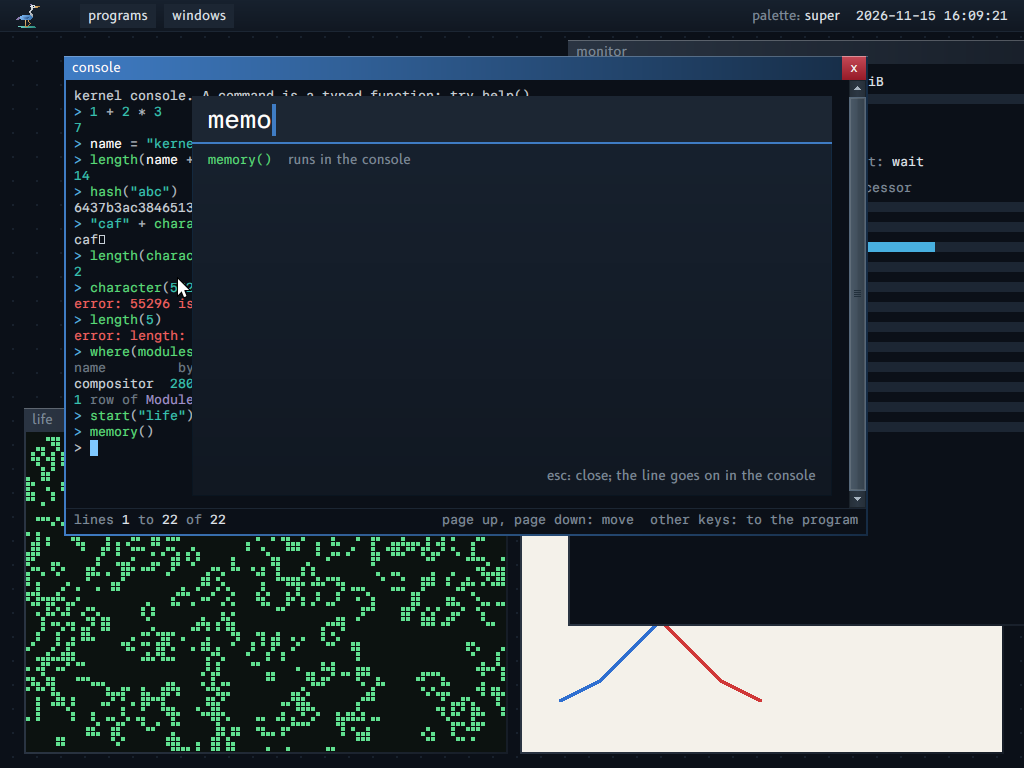 programs windows palette: super 2026-11-15 16:09:21
monitor
console x
kernel console. A command is a typed function: try help()
> 1 + 2 * 3
7
> name = "kerne
> length(name +
14
> hash("abc")
6437b3ac3846513
> "caf" + chara
caf
> length(charac
2
> character(5
error: 55296 is
> length(5)
error: length:
> where(modules
name by
compositor 280
1 row of Module
> start("life")
> memory()
>
memo
memory() runs in the console
esc: close; the line goes on in the console
lines 1 to 22 of 22 page up, page down: move other keys: to the program
iB
t: wait
cessor
life